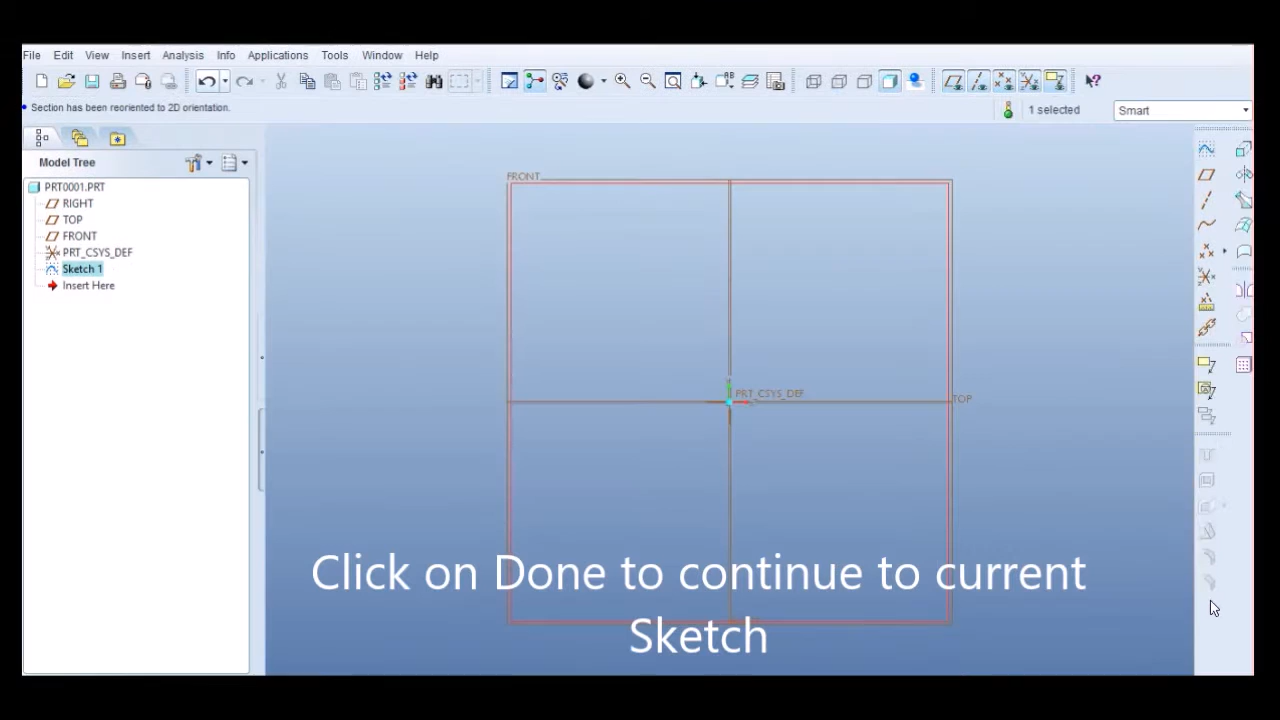 File Edit View Insert Analysis Info Applications Tools Window Help
Section has been reoriented to 2D orientation.
1 selected
Smart
Model Tree
PRT0001.PRT
RIGHT
TOP
FRONT
PRT_CSYS_DEF
Sketch 1
Insert Here
FRONT
PRT_CSYS_DEF
TOP
Click on Done to continue to current
Sketch